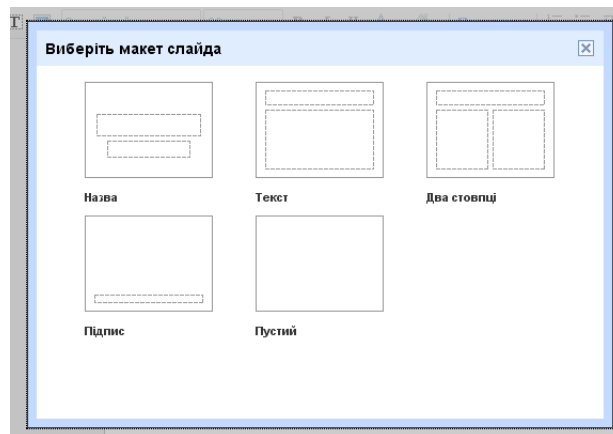 Виберіть макет слайда
Назва
Текст
Два стовпці
Підпис
Пустий